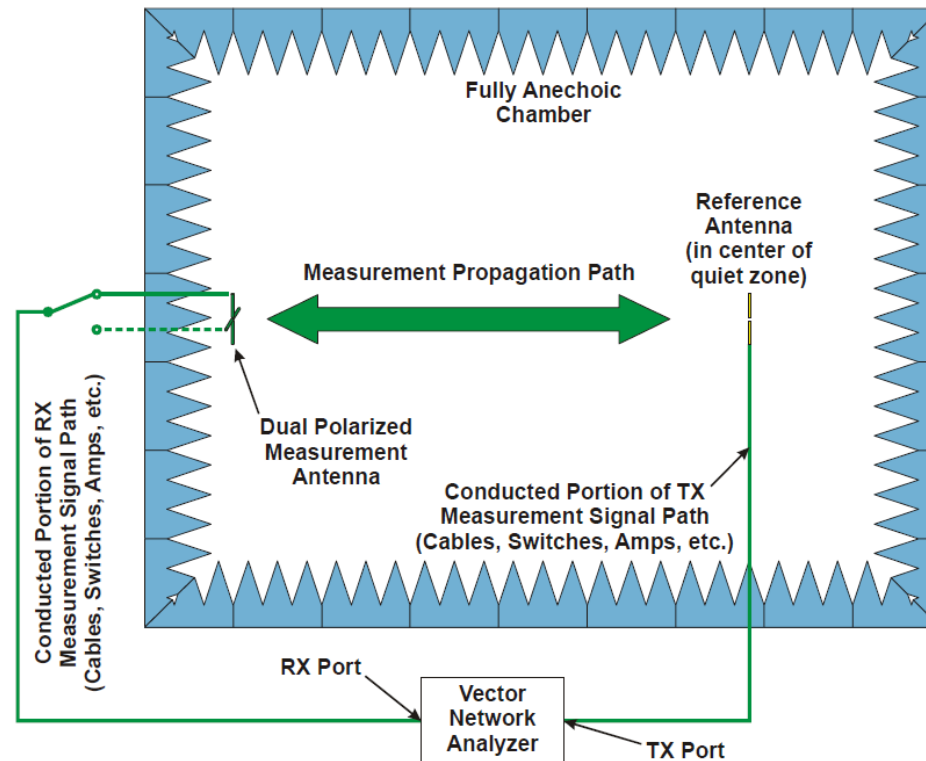 Fully Anechoic
Chamber
Reference
Antenna
(in center of
quiet zone)
Measurement Propagation Path
Dual Polarized
Measurement
Antenna
Conducted Portion of RX
Measurement Signal Path
(Cables, Switches, Amps, etc.)
Conducted Portion of TX
Measurement Signal Path
(Cables, Switches, Amps, etc.)
RX Port
Vector
Network
Analyzer
TX Port